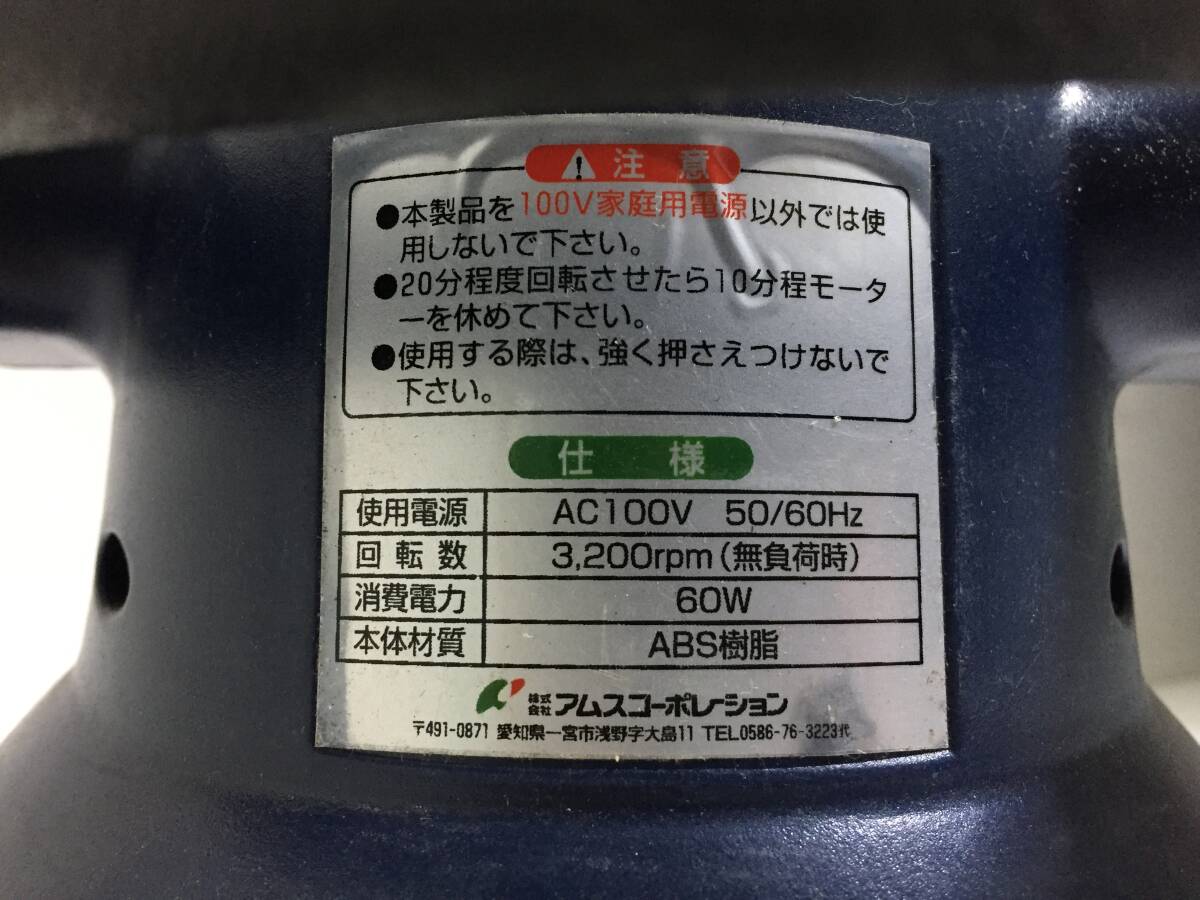 注意
●本製品を100V家庭用電源以外では使
用しないで下さい。
●20分程度回転させたら10分程モータ
ーを休めて下さい。
●使用する際は、強く押さえつけないで
下さい。
仕様
使用電源 AC100V 50/60Hz
回転数 3,200rpm(無負荷時)
消費電力 60W
本体材質 ABS樹脂
株式会社 アムスコーポレーション
〒491-0871 愛知県一宮市浅野字大島11 TEL0586-76-3223代